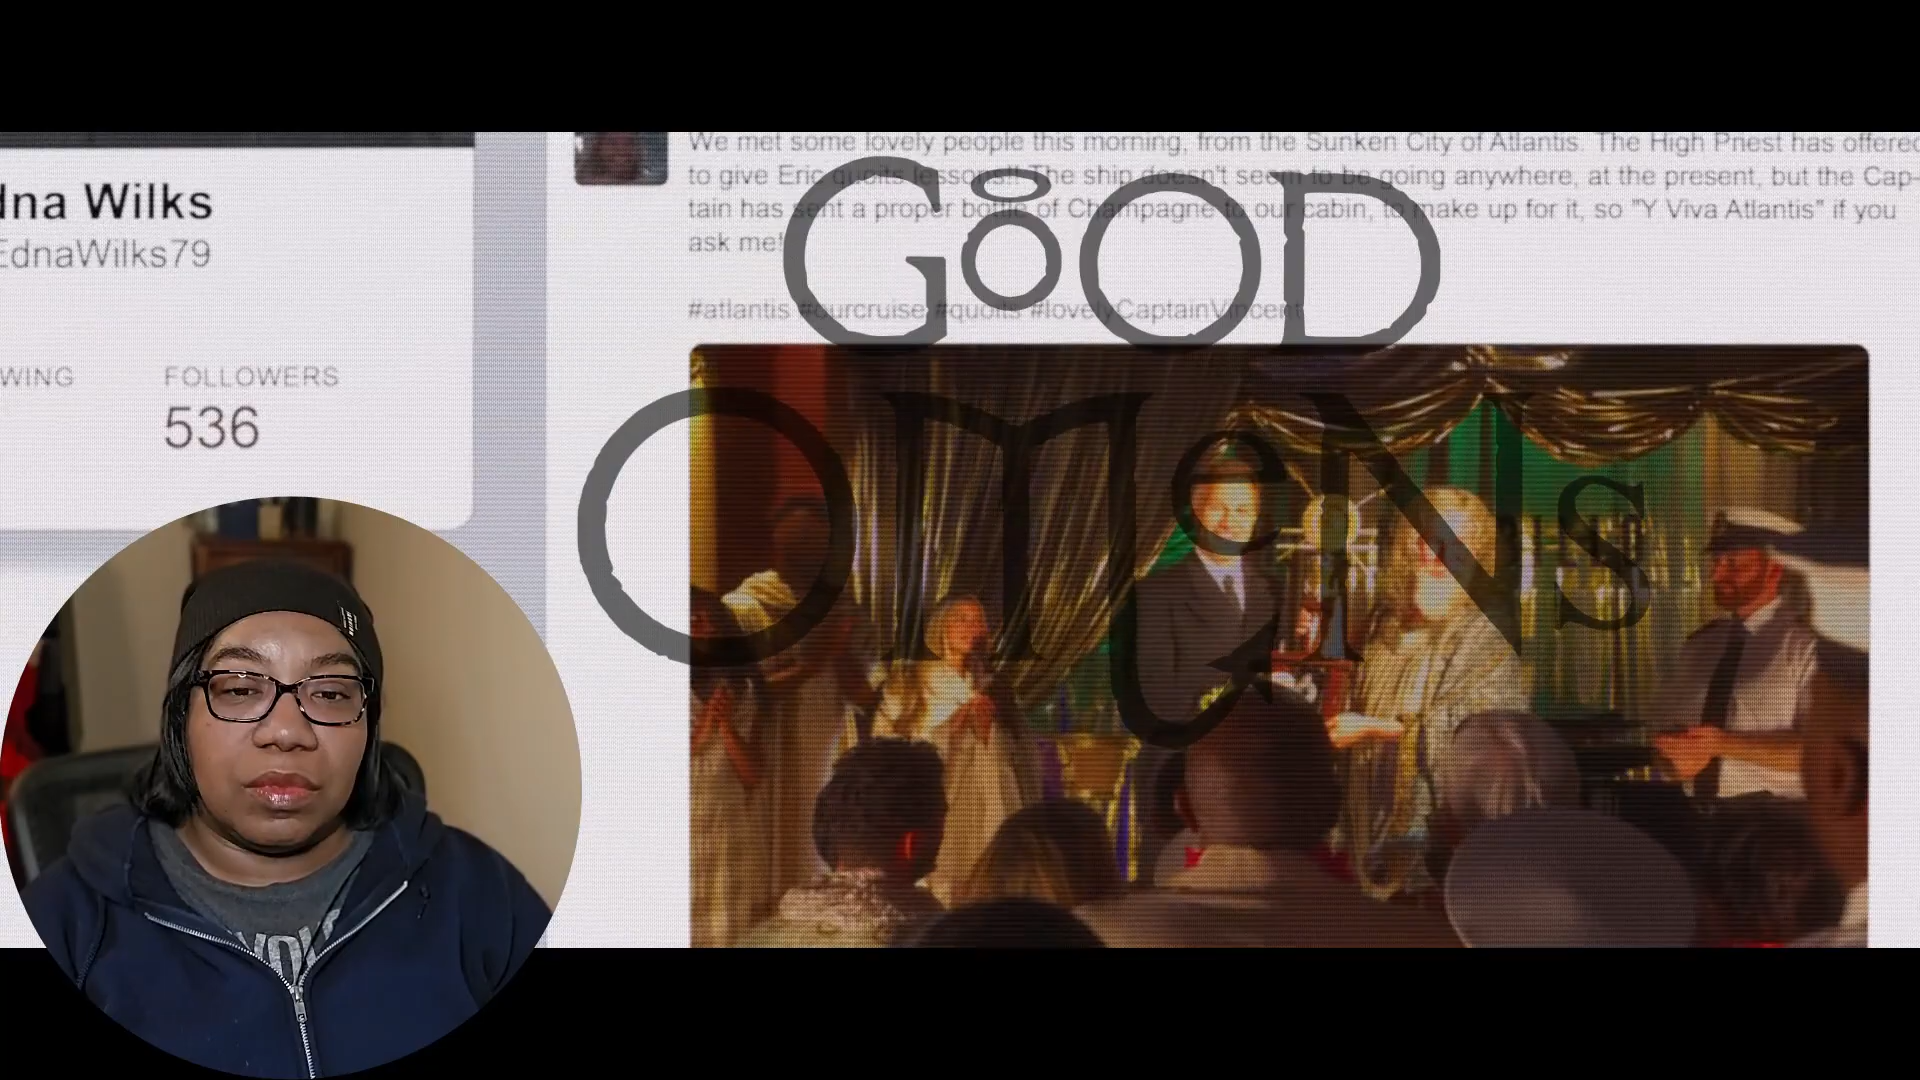 dna Wilks
EdnaWilks79
WING
FOLLOWERS
536
We met some lovely people this morning, from the Sunken City of Atlantis. The High Priest has offered
to give Eric quoits lessons!! The ship doesn't seem to be going anywhere, at the present, but the Cap-
tain has sent a proper bottle of Champagne to our cabin, to make up for it, so "Y Viva Atlantis" if you
ask me!
#atlantis #ourcruise #quoits #lovelyCaptainVincent
GOOD
OMENS